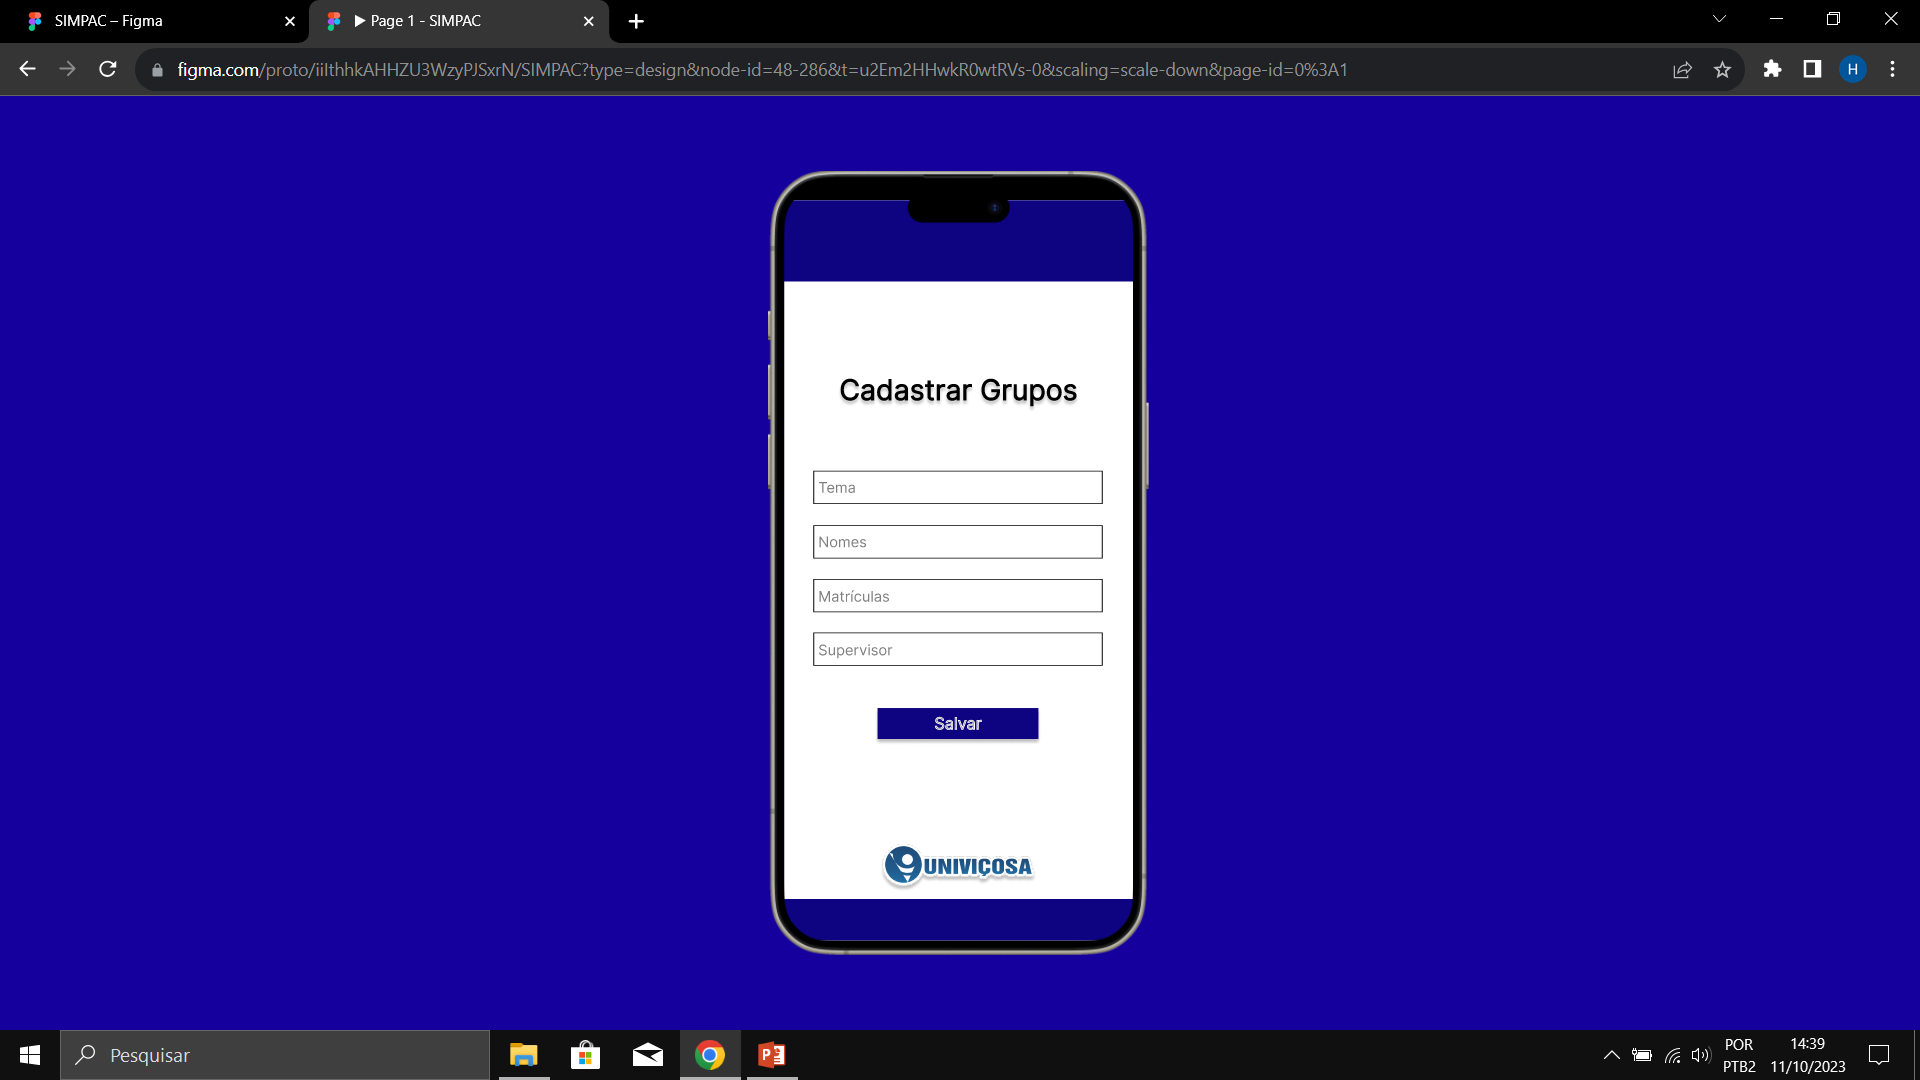 SIMPAC – Figma
▶ Page 1 - SIMPAC
figma.com/proto/iiIthhkAHHZU3WzyPJSxrN/SIMPAC?type=design&node-id=48-286&t=u2Em2HHwkR0wtRVs-0&scaling=scale-down&page-id=0%3A1
H
Cadastrar Grupos
Tema
Nomes
Matrículas
Supervisor
Salvar
UNIVIÇOSA
Pesquisar
POR
PTB2
14:39
11/10/2023